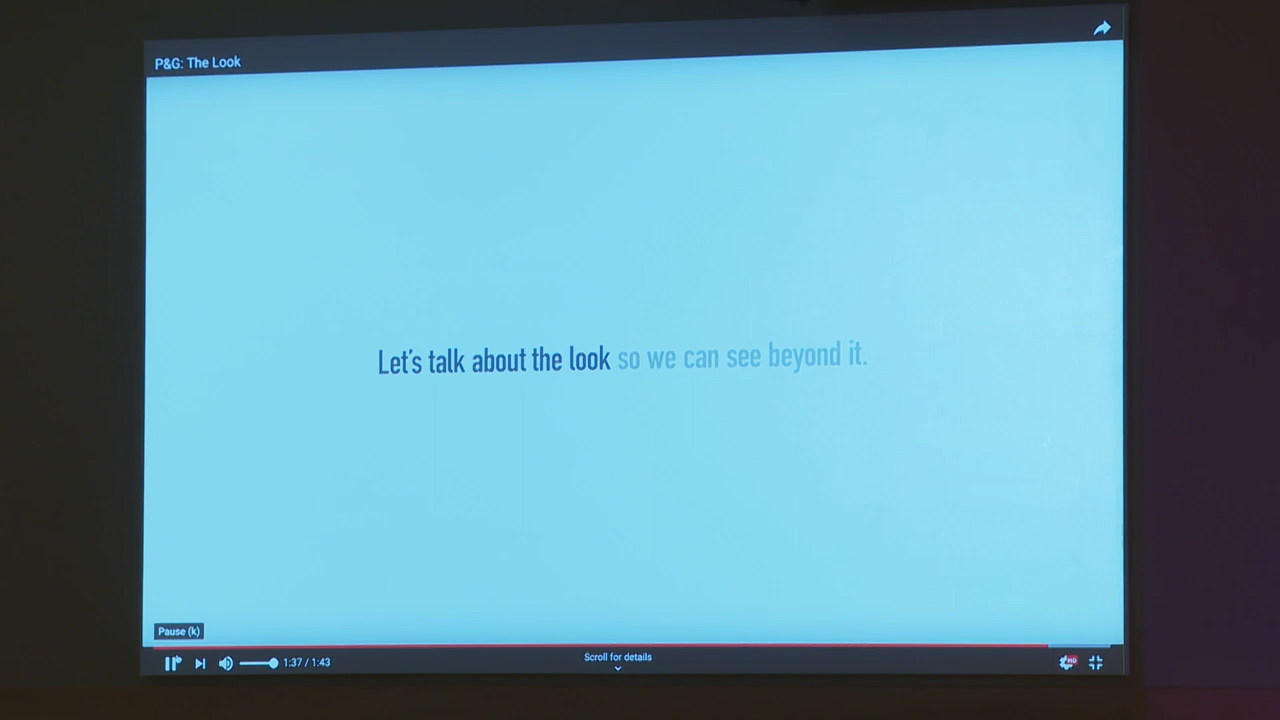 P&G: The Look
Let's talk about the look so we can see beyond it.
Pause (k)
1:37 / 1:43
Scroll for details
HD